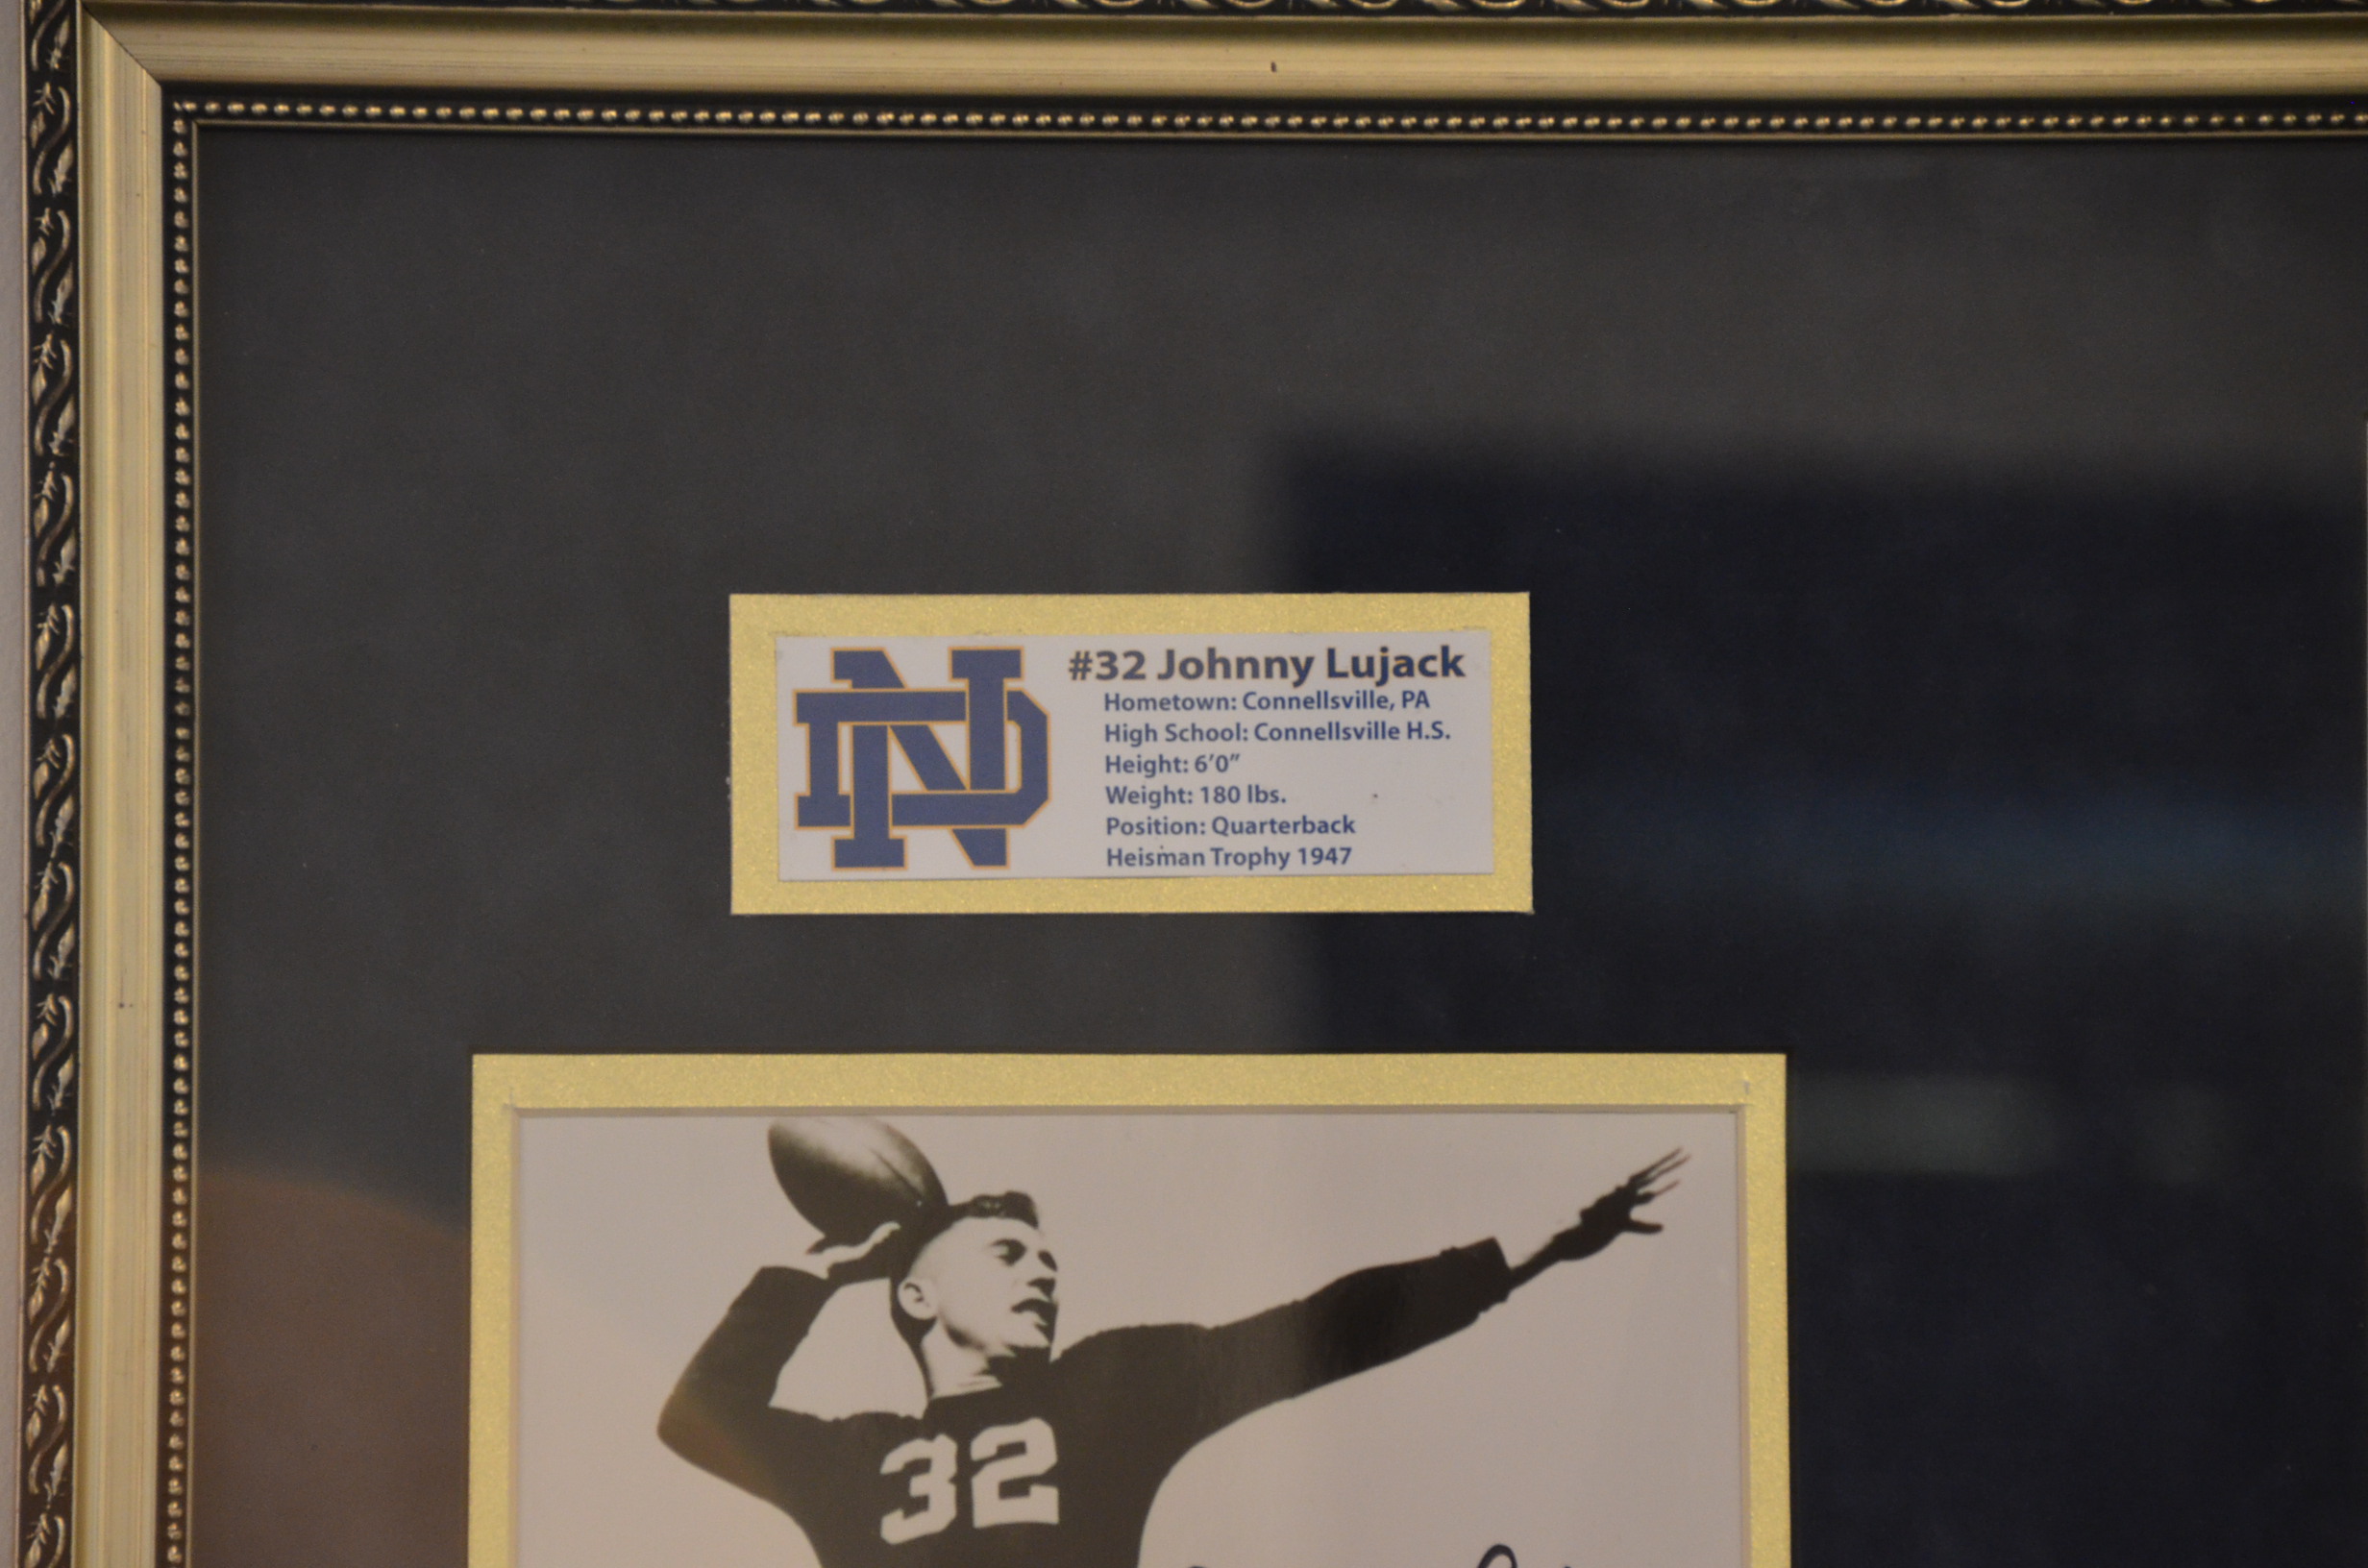 ND
#32 Johnny Lujack
Hometown: Connellsville, PA
High School: Connellsville H.S.
Height: 6'0"
Weight: 180 lbs.
Position: Quarterback
Heisman Trophy 1947
32